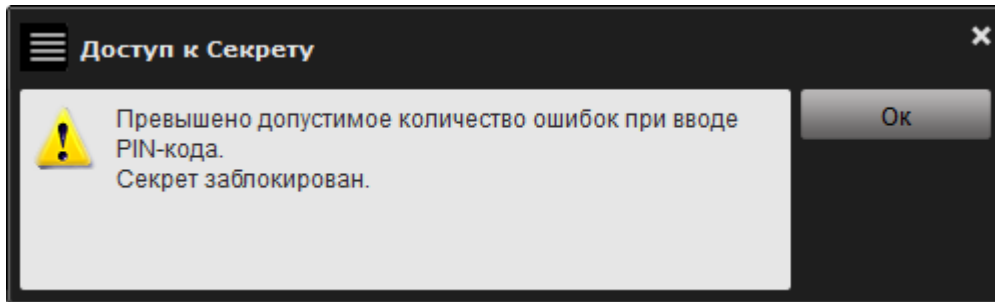 Доступ к Секрету
Превышено допустимое количество ошибок при вводе
PIN-кода.
Секрет заблокирован.
Ок